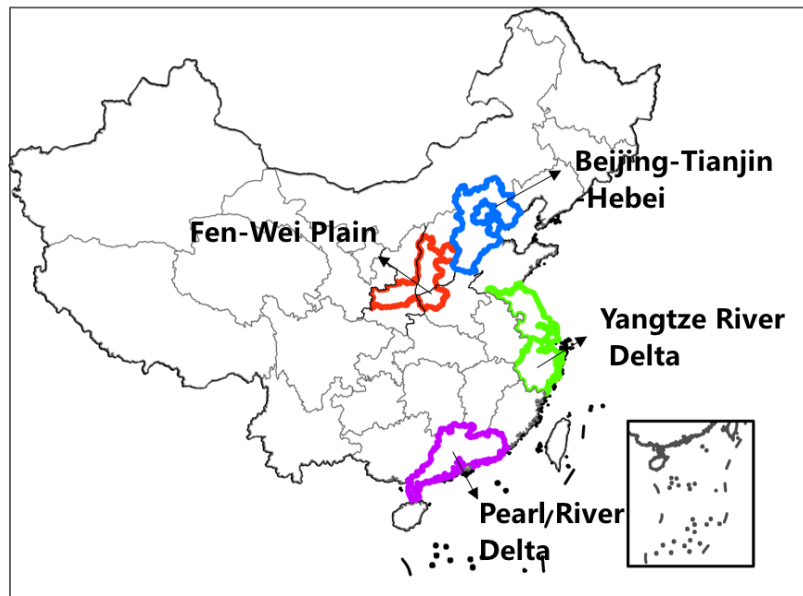 Beijing-Tianjin
-Hebei
Fen-Wei Plain
Yangtze River
Delta
Pearl River
Delta